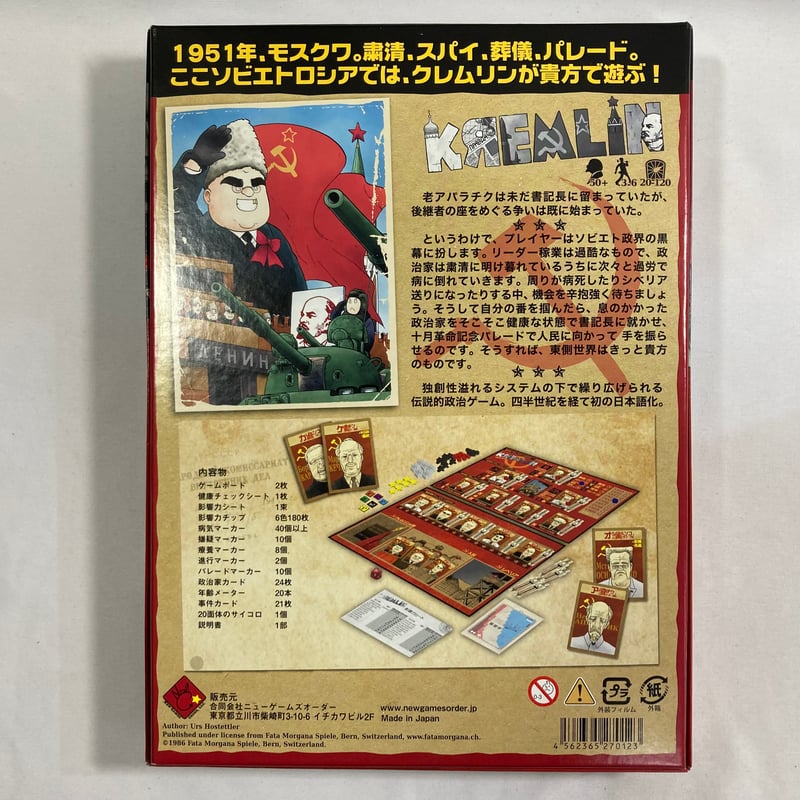 1951年、モスクワ。粛清、スパイ、葬儀、パレード。
ここソビエトロシアでは、クレムリンが貴方で遊ぶ！
KREMLIN
50+ 3-6 20-120
老アパラチクは未だ書記長に留まっていたが、
後継者の座をめぐる争いは既に始まっていた。
というわけで、プレイヤーはソビエト政界の黒
幕に扮します。リーダー稼業は過酷なもので、政
治家は粛清に明け暮れているうちに次々と過労で
病に倒れていきます。周りが病死したりシベリア
送りになったりする中、機会を辛抱強く待ちましょ
う。そうして自分の番を掴んだら、息のかかった
政治家をそこそこ健康な状態で書記長に就かせ、
十月革命記念パレードで人民に向かって 手を振ら
せるのです。そうすれば、東側世界はきっと貴方
のものです。
独創性溢れるシステムの下で繰り広げられる
伝説的政治ゲーム。四半世紀を経て初の日本語化。
ЛЕНИН
内容物
ゲームボード 2枚
健康チェックシート 1枚
影響力シート 1束
影響力チップ 6色180枚
病気マーカー 40個以上
嫌疑マーカー 10個
療養マーカー 8個
進行マーカー 2個
パレードマーカー 10個
政治家カード 24枚
年齢メーター 20本
事件カード 21枚
20面体のサイコロ 1個
説明書 1部
KREMLIN
販売元
合同会社ニューゲームズオーダー
東京都立川市柴崎町3-10-6 イチカワビル2F
www.newgamesorder.jp
Made in Japan
Author: Urs Hostettler
Published under license from Fata Morgana Spiele, Bern, Switzerland, www.fatamorgana.ch.
©1986 Fata Morgana Spiele, Bern, Switzerland.
0-3
プラ
外装フィルム
紙
外箱
4 562365 270123